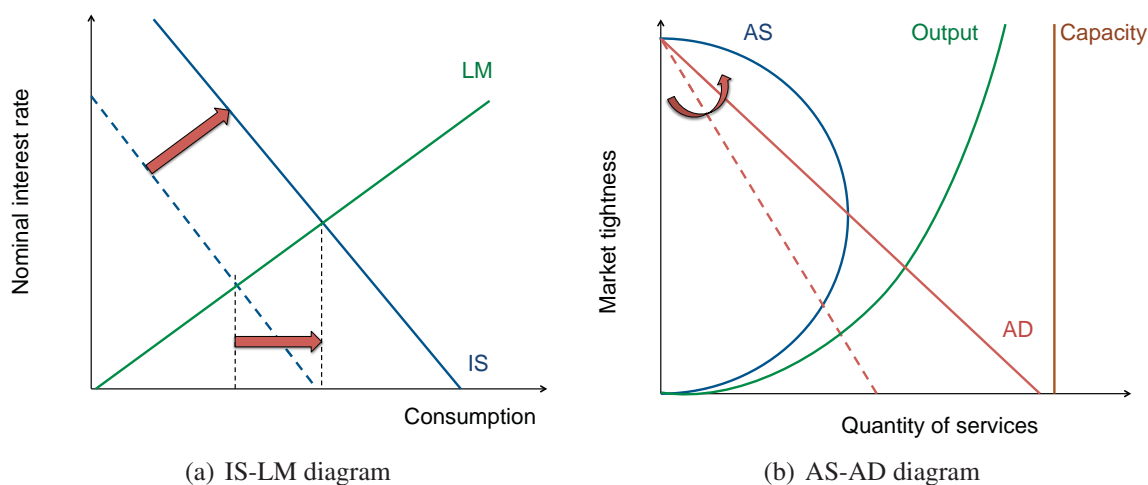 Nominal interest rate
LM
IS
Consumption
(a) IS-LM diagram
Market tightness
AS
Output
Capacity
AD
Quantity of services
(b) AS-AD diagram